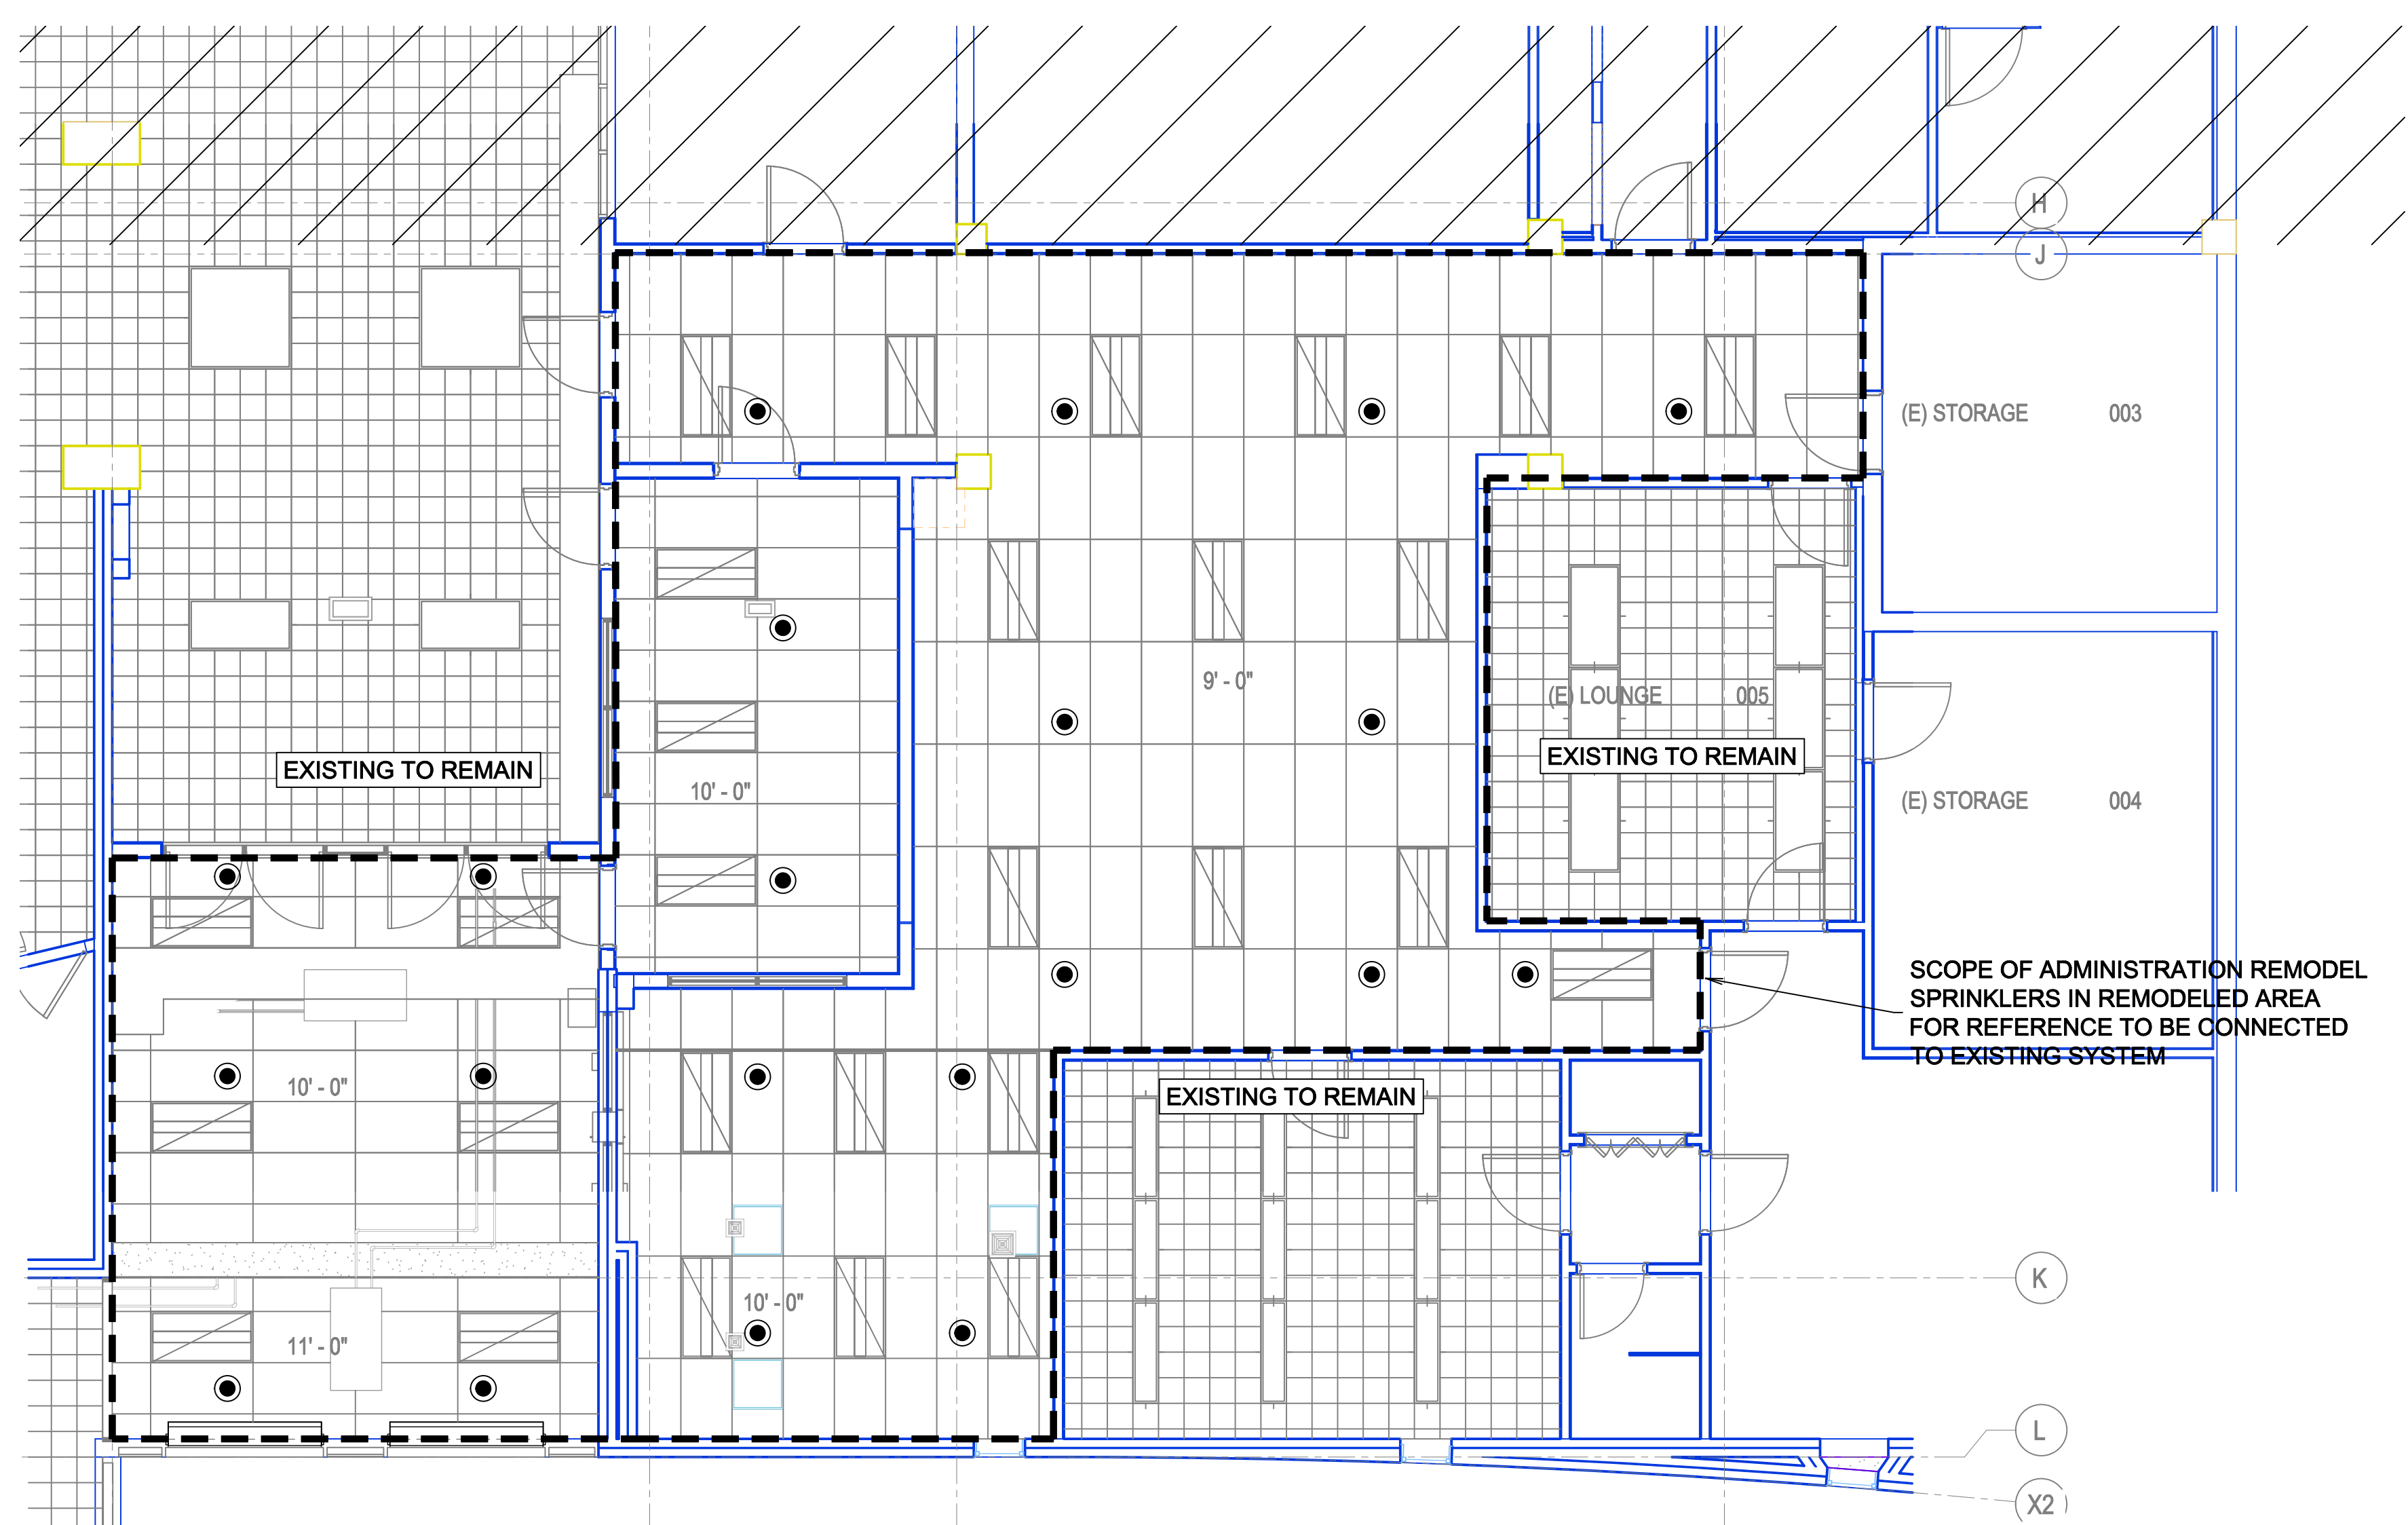 H
J
(E) STORAGE 003
9' - 0"
(E) LOUNGE 005
EXISTING TO REMAIN
EXISTING TO REMAIN
10' - 0"
(E) STORAGE 004
SCOPE OF ADMINISTRATION REMODEL
SPRINKLERS IN REMODELED AREA
FOR REFERENCE TO BE CONNECTED
TO EXISTING SYSTEM
10' - 0"
EXISTING TO REMAIN
K
10' - 0"
11' - 0"
L
X2